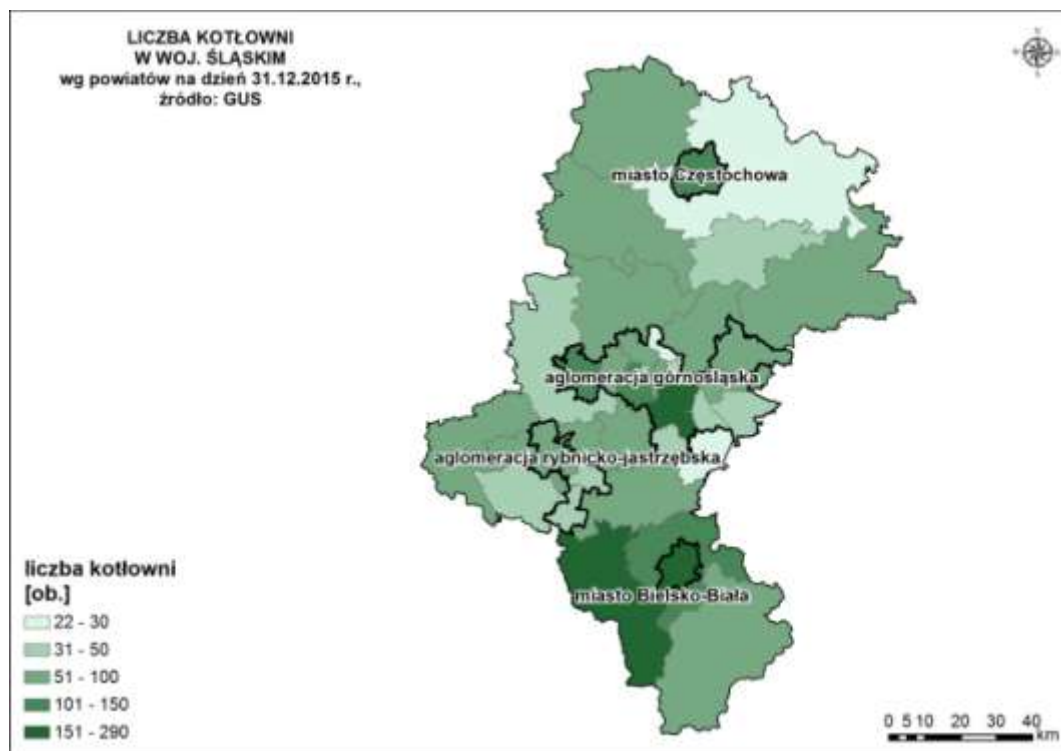 LICZBA KOTŁOWNI
W WOJ. ŚLĄSKIM
wg powiatów na dzień 31.12.2015 r.,
źródło: GUS
miasto Częstochowa
aglomeracja górnośląska
aglomeracja rybnicko-jastrzębska
miasto Bielsko-Biała
liczba kotłowni
[ob.]
22 - 30
31 - 50
51 - 100
101 - 150
151 - 290
0 5 10 20 30 40
km